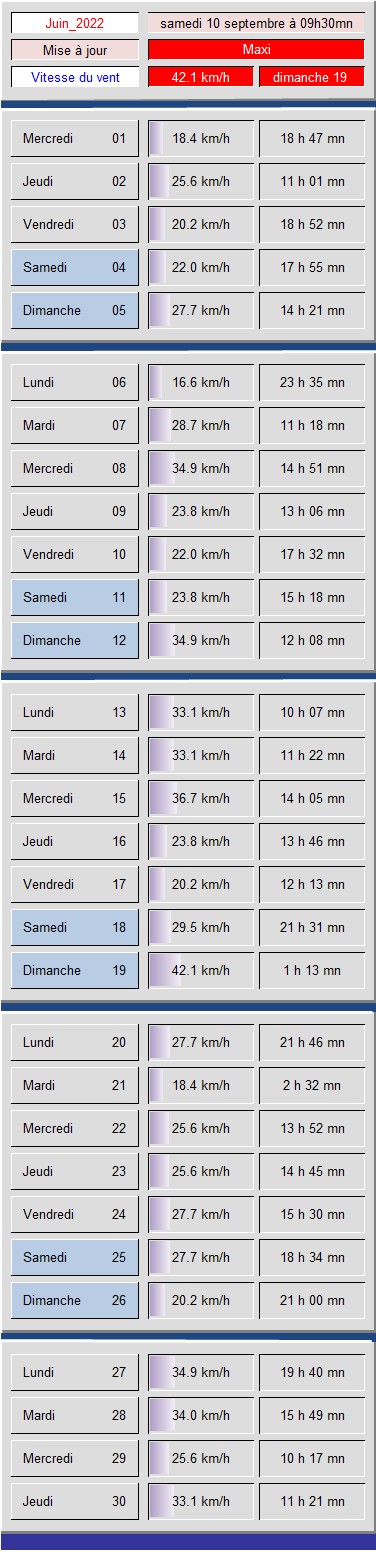 Juin_2022 samedi 10 septembre à 09h30mn
Mise à jour Maxi
Vitesse du vent 42.1 km/h dimanche 19
Mercredi 01 18.4 km/h 18 h 47 mn
Jeudi 02 25.6 km/h 11 h 01 mn
Vendredi 03 20.2 km/h 18 h 52 mn
Samedi 04 22.0 km/h 17 h 55 mn
Dimanche 05 27.7 km/h 14 h 21 mn
Lundi 06 16.6 km/h 23 h 35 mn
Mardi 07 28.7 km/h 11 h 18 mn
Mercredi 08 34.9 km/h 14 h 51 mn
Jeudi 09 23.8 km/h 13 h 06 mn
Vendredi 10 22.0 km/h 17 h 32 mn
Samedi 11 23.8 km/h 15 h 18 mn
Dimanche 12 34.9 km/h 12 h 08 mn
Lundi 13 33.1 km/h 10 h 07 mn
Mardi 14 33.1 km/h 11 h 22 mn
Mercredi 15 36.7 km/h 14 h 05 mn
Jeudi 16 23.8 km/h 13 h 46 mn
Vendredi 17 20.2 km/h 12 h 13 mn
Samedi 18 29.5 km/h 21 h 31 mn
Dimanche 19 42.1 km/h 1 h 13 mn
Lundi 20 27.7 km/h 21 h 46 mn
Mardi 21 18.4 km/h 2 h 32 mn
Mercredi 22 25.6 km/h 13 h 52 mn
Jeudi 23 25.6 km/h 14 h 45 mn
Vendredi 24 27.7 km/h 15 h 30 mn
Samedi 25 27.7 km/h 18 h 34 mn
Dimanche 26 20.2 km/h 21 h 00 mn
Lundi 27 34.9 km/h 19 h 40 mn
Mardi 28 34.0 km/h 15 h 49 mn
Mercredi 29 25.6 km/h 10 h 17 mn
Jeudi 30 33.1 km/h 11 h 21 mn